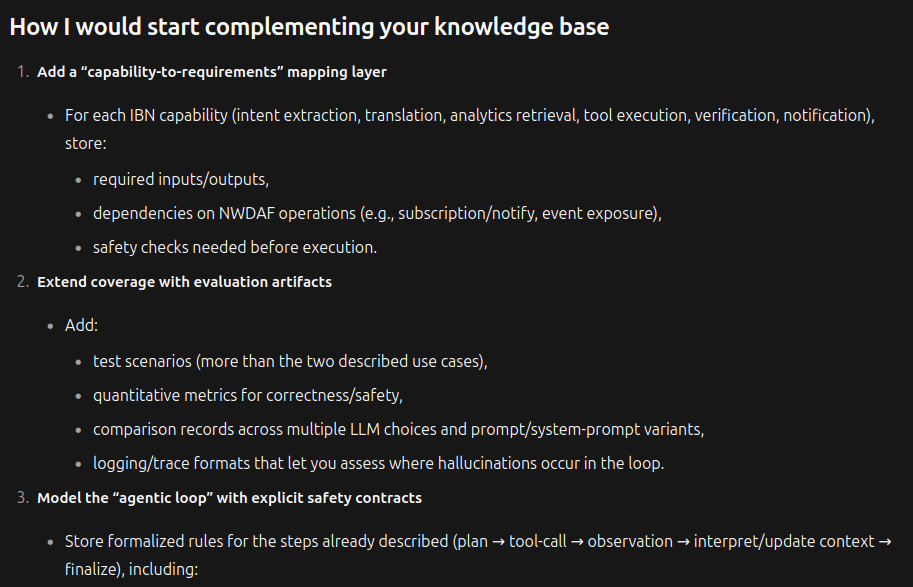 How I would start complementing your knowledge base
1. Add a “capability-to-requirements” mapping layer
• For each IBN capability (intent extraction, translation, analytics retrieval, tool execution, verification, notification),
store:
• required inputs/outputs,
• dependencies on NWDAF operations (e.g., subscription/notify, event exposure),
• safety checks needed before execution.
2. Extend coverage with evaluation artifacts
• Add:
• test scenarios (more than the two described use cases),
• quantitative metrics for correctness/safety,
• comparison records across multiple LLM choices and prompt/system-prompt variants,
• logging/trace formats that let you assess where hallucinations occur in the loop.
3. Model the “agentic loop” with explicit safety contracts
• Store formalized rules for the steps already described (plan → tool-call → observation → interpret/update context →
finalize), including: